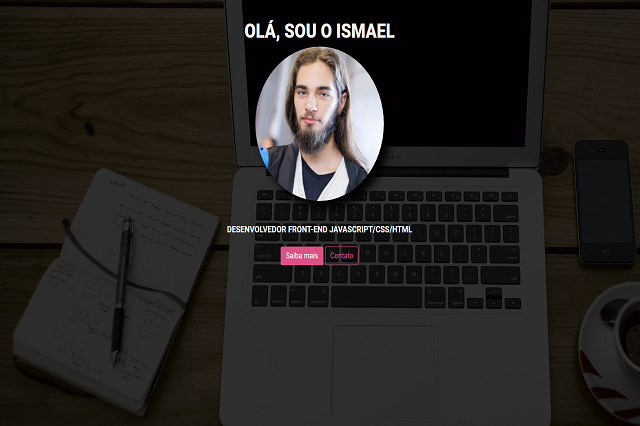 OLÁ, SOU O ISMAEL
DESENVOLVEDOR FRONT-END JAVASCRIPT/CSS/HTML
Saiba mais
Contato